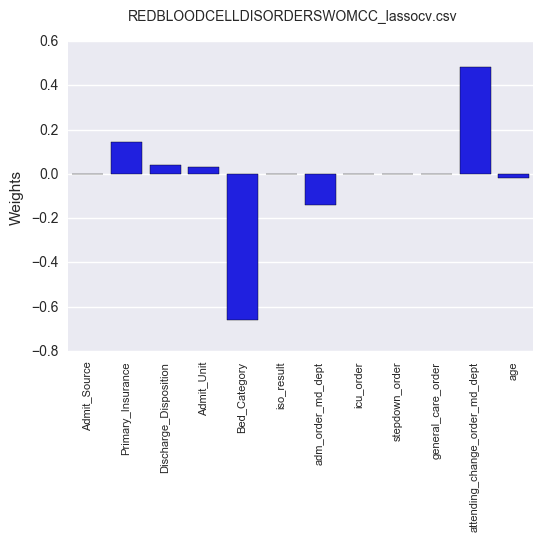 REDBLOODCELLDISORDERSWOMCC_lassocv.csv
0.6
0.4
0.2
0.0
−0.2
−0.4
−0.6
−0.8
Weights
Admit_Source
Primary_Insurance
Discharge_Disposition
Admit_Unit
Bed_Category
iso_result
adm_order_md_dept
icu_order
stepdown_order
general_care_order
attending_change_order_md_dept
age